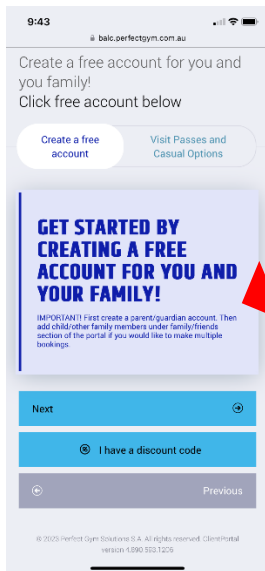 9:43
balc.perfectgym.com.au
Create a free account for you and
you family!
Click free account below
Create a free
account
Visit Passes and
Casual Options
GET STARTED BY
CREATING A FREE
ACCOUNT FOR YOU AND
YOUR FAMILY!
IMPORTANT! First create a parent/guardian account. Then
add child/other family members under family/friends
section of the portal if you would like to make multiple
bookings.
Next
I have a discount code
Previous
© 2025 Perfect Gym Solutions S.A. All rights reserved. ClientPortal
version